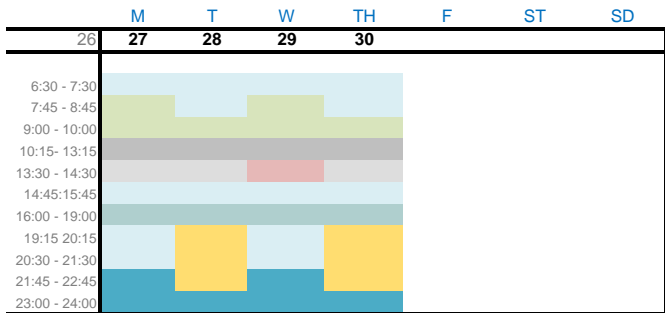 M T W TH F ST SD
26 27 28 29 30
6:30 - 7:30
7:45 - 8:45
9:00 - 10:00
10:15- 13:15
13:30 - 14:30
14:45:15:45
16:00 - 19:00
19:15 20:15
20:30 - 21:30
21:45 - 22:45
23:00 - 24:00